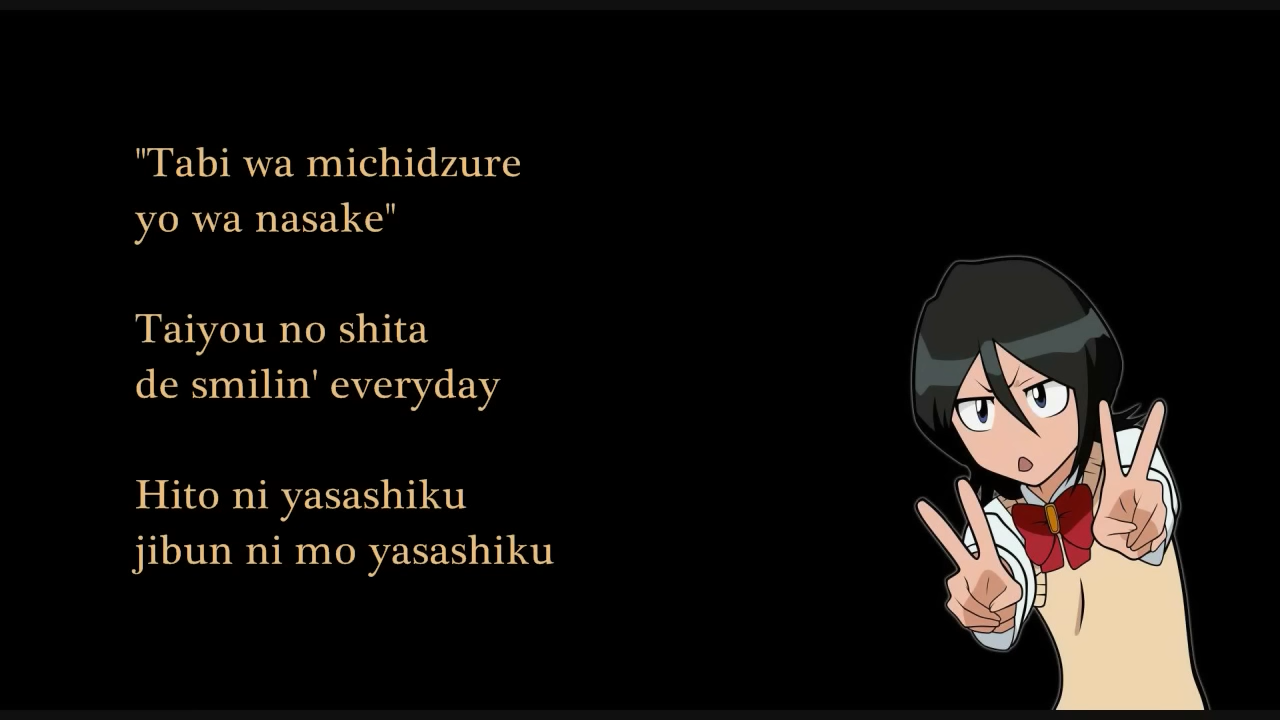 "Tabi wa michidzure
yo wa nasake"
Taiyou no shita
de smilin' everyday
Hito ni yasashiku
jibun ni mo yasashiku